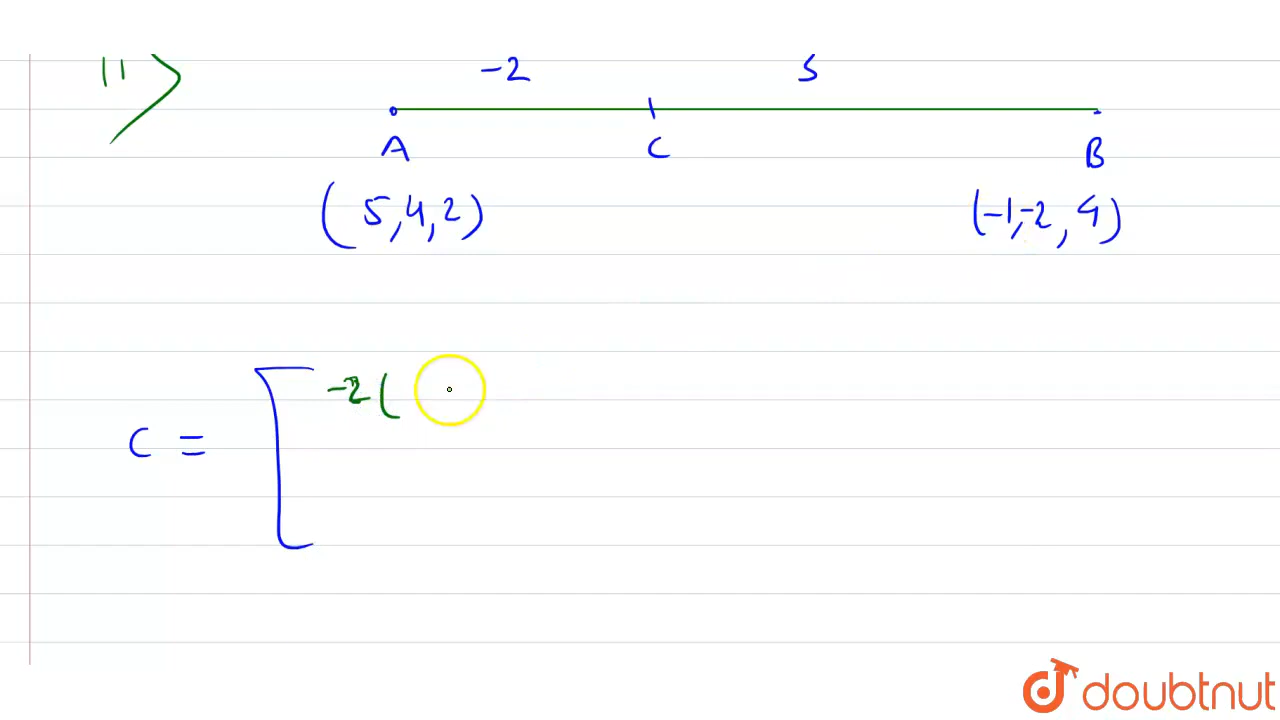 11)
-2 5
A C B
(5,4,2) (-1,-2, 4)
C = [ -2(
doubtnut